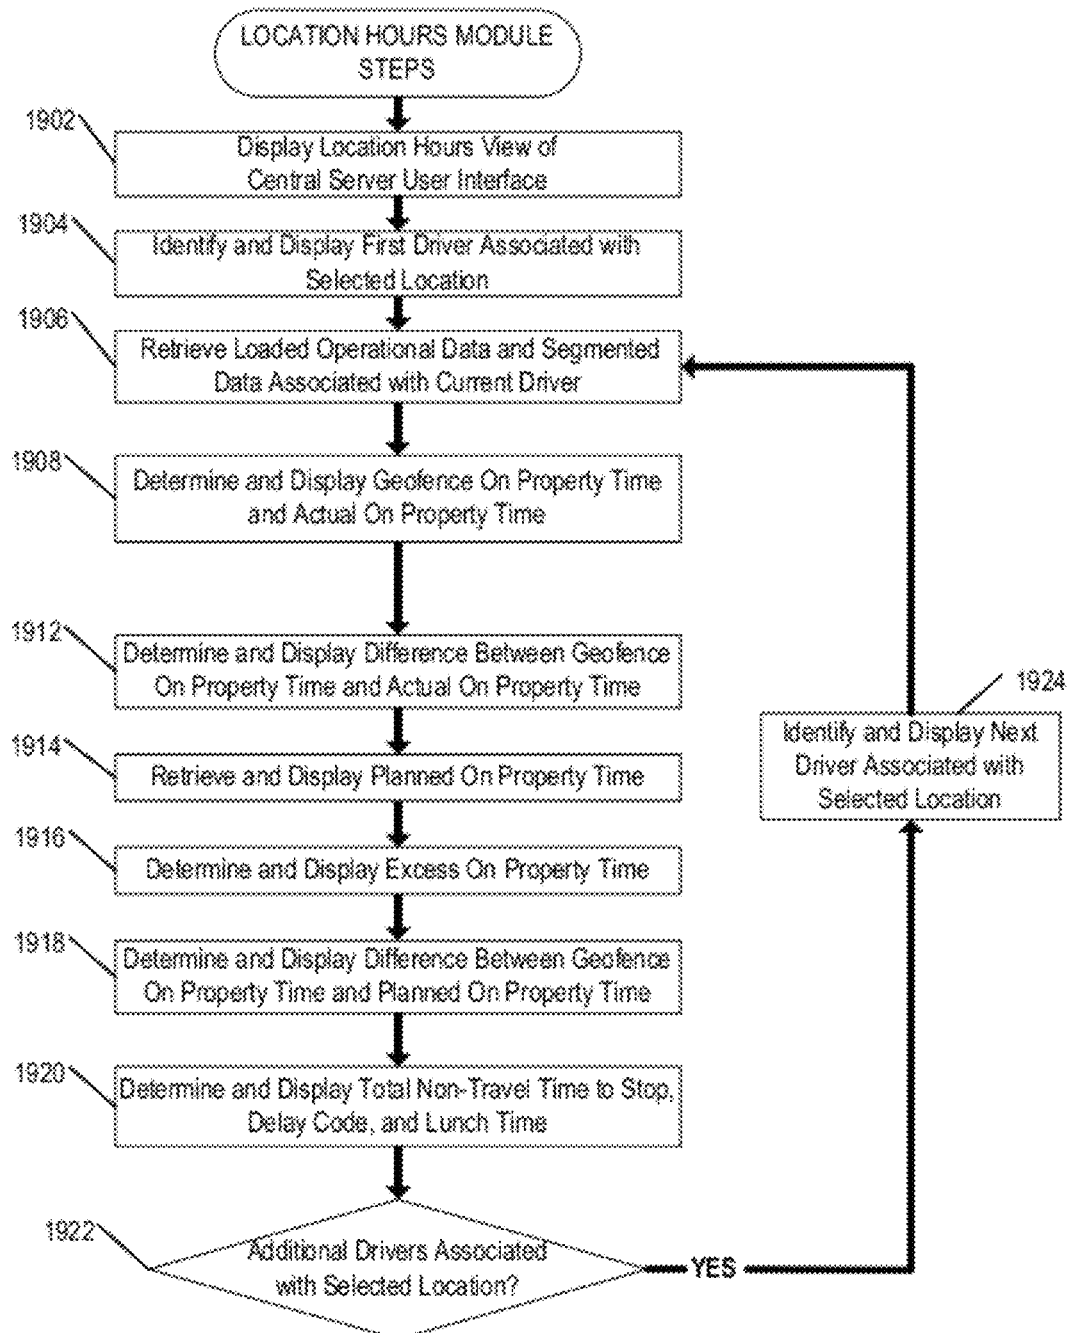 LOCATION HOURS MODULE
STEPS
1902
Display Location Hours View of
Central Server User Interface
1904
Identify and Display First Driver Associated with
Selected Location
1906
Retrieve Loaded Operational Data and Segmented
Data Associated with Current Driver
1908
Determine and Display Geofence On Property Time
and Actual On Property Time
1912
Determine and Display Difference Between Geofence
On Property Time and Actual On Property Time
1914
Retrieve and Display Planned On Property Time
1916
Determine and Display Excess On Property Time
1918
Determine and Display Difference Between Geofence
On Property Time and Planned On Property Time
1920
Determine and Display Total Non-Travel Time to Stop,
Delay Code, and Lunch Time
1922
Additional Drivers Associated
with Selected Location?
YES
1924
Identify and Display Next
Driver Associated with
Selected Location